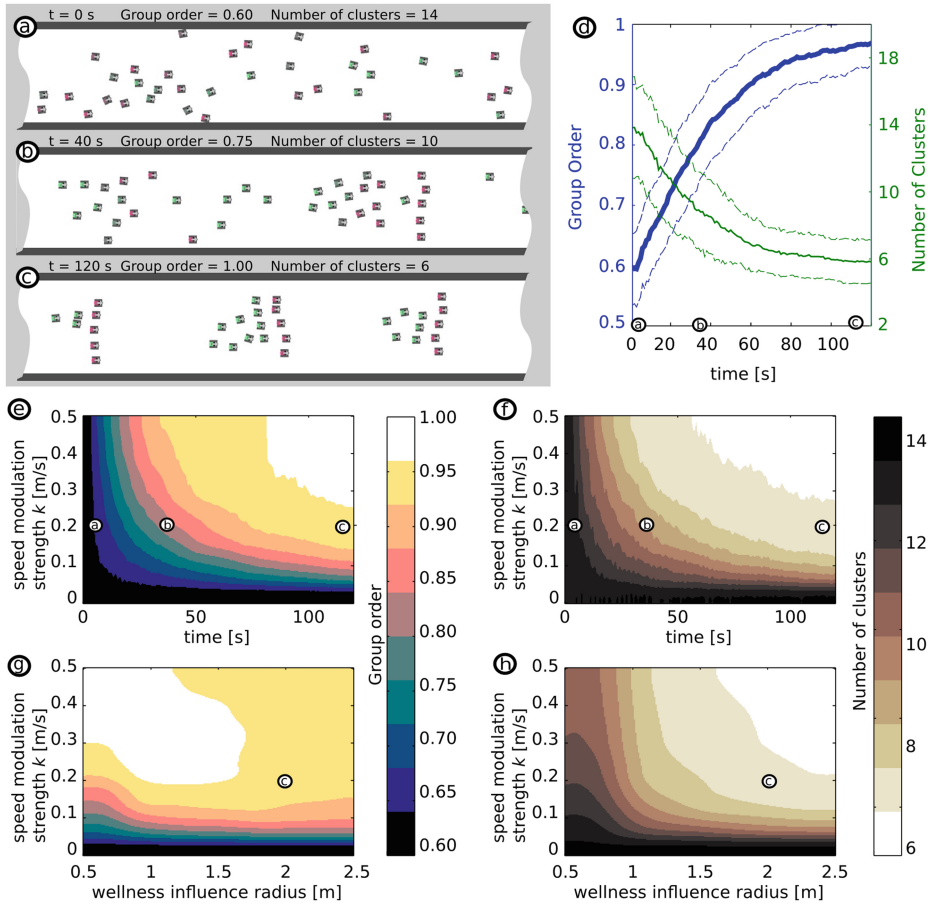 a
t = 0 s Group order = 0.60 Number of clusters = 14
b
t = 40 s Group order = 0.75 Number of clusters = 10
c
t = 120 s Group order = 1.00 Number of clusters = 6
d
1
0.9
0.8
0.7
0.6
0.5
Group Order
18
14
10
6
2
Number of Clusters
a
b
c
0 20 40 60 80 100
time [s]
e
0.5
0.4
0.3
0.2
0.1
0
speed modulation
strength k [m/s]
a
b
c
0 50 100
time [s]
1.00
0.95
0.90
0.85
0.80
0.75
0.70
0.65
0.60
Group order
f
0.5
0.4
0.3
0.2
0.1
0
speed modulation
strength k [m/s]
a
b
c
0 50 100
time [s]
14
12
10
8
6
Number of clusters
g
0.5
0.4
0.3
0.2
0.1
0
speed modulation
strength k [m/s]
c
0.5 1 1.5 2 2.5
wellness influence radius [m]
h
0.5
0.4
0.3
0.2
0.1
0
speed modulation
strength k [m/s]
c
0.5 1 1.5 2 2.5
wellness influence radius [m]